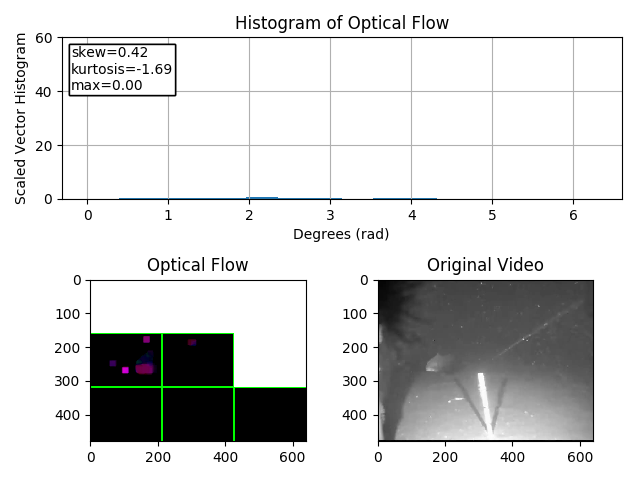 Histogram of Optical Flow
skew=0.42
kurtosis=-1.69
max=0.00
Scaled Vector Histogram
60
40
20
0
0 1 2 3 4 5 6
Degrees (rad)
Optical Flow
0
100
200
300
400
0 200 400 600
Original Video
0
100
200
300
400
0 200 400 600